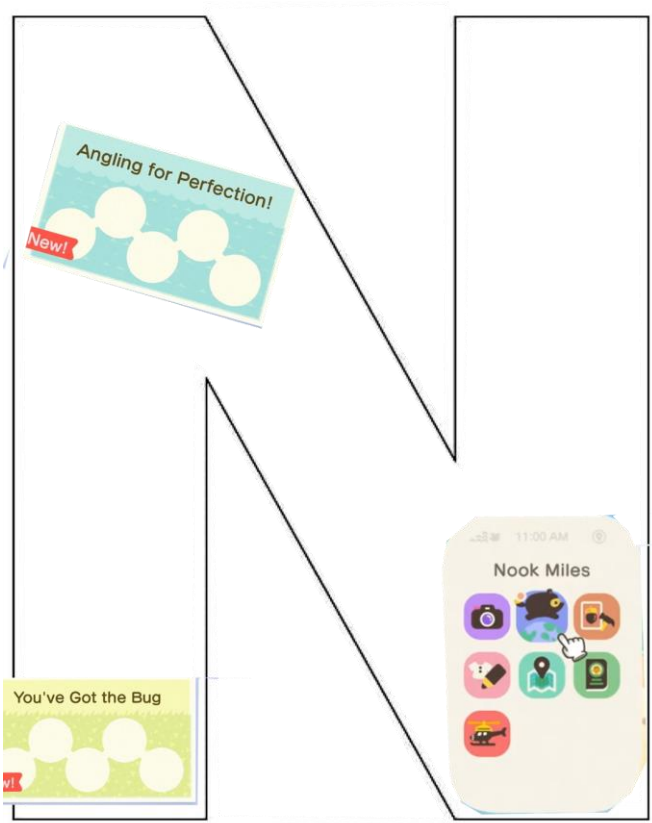 Angling for Perfection!
New!
11:00 AM
Nook Miles
You've Got the Bug
w!